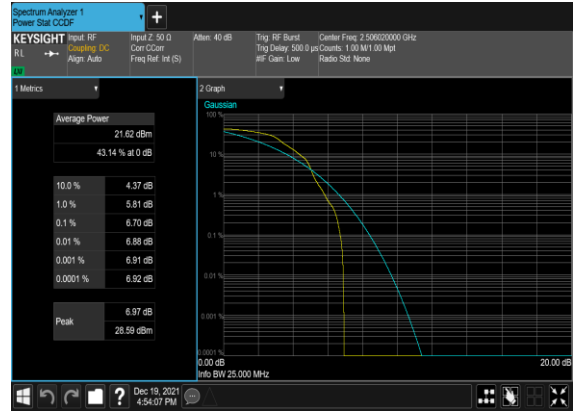 Spectrum Analyzer 1
Power Stat CCDF
KEYSIGHT
RL
Input: RF
Coupling: DC
Align: Auto
Input Z: 50 Ω
Corr CCorr
Freq Ref: Int (S)
Atten: 40 dB
Trig: RF Burst
Trig Delay: 500.0 µs
#IF Gain: Low
Center Freq: 2.506020000 GHz
Counts: 1.00 M/1.00 Mpt
Radio Std: None
1 Metrics
Average Power
21.62 dBm
43.14 % at 0 dB
10.0 % 4.37 dB
1.0 % 5.81 dB
0.1 % 6.70 dB
0.01 % 6.88 dB
0.001 % 6.91 dB
0.0001 % 6.92 dB
Peak
6.97 dB
28.59 dBm
2 Graph
Gaussian
100 %
10 %
1 %
0.1 %
0.01 %
0.001 %
0.0001 %
0.00 dB
20.00 dB
Info BW 25.000 MHz
?
Dec 19, 2021
4:54:07 PM